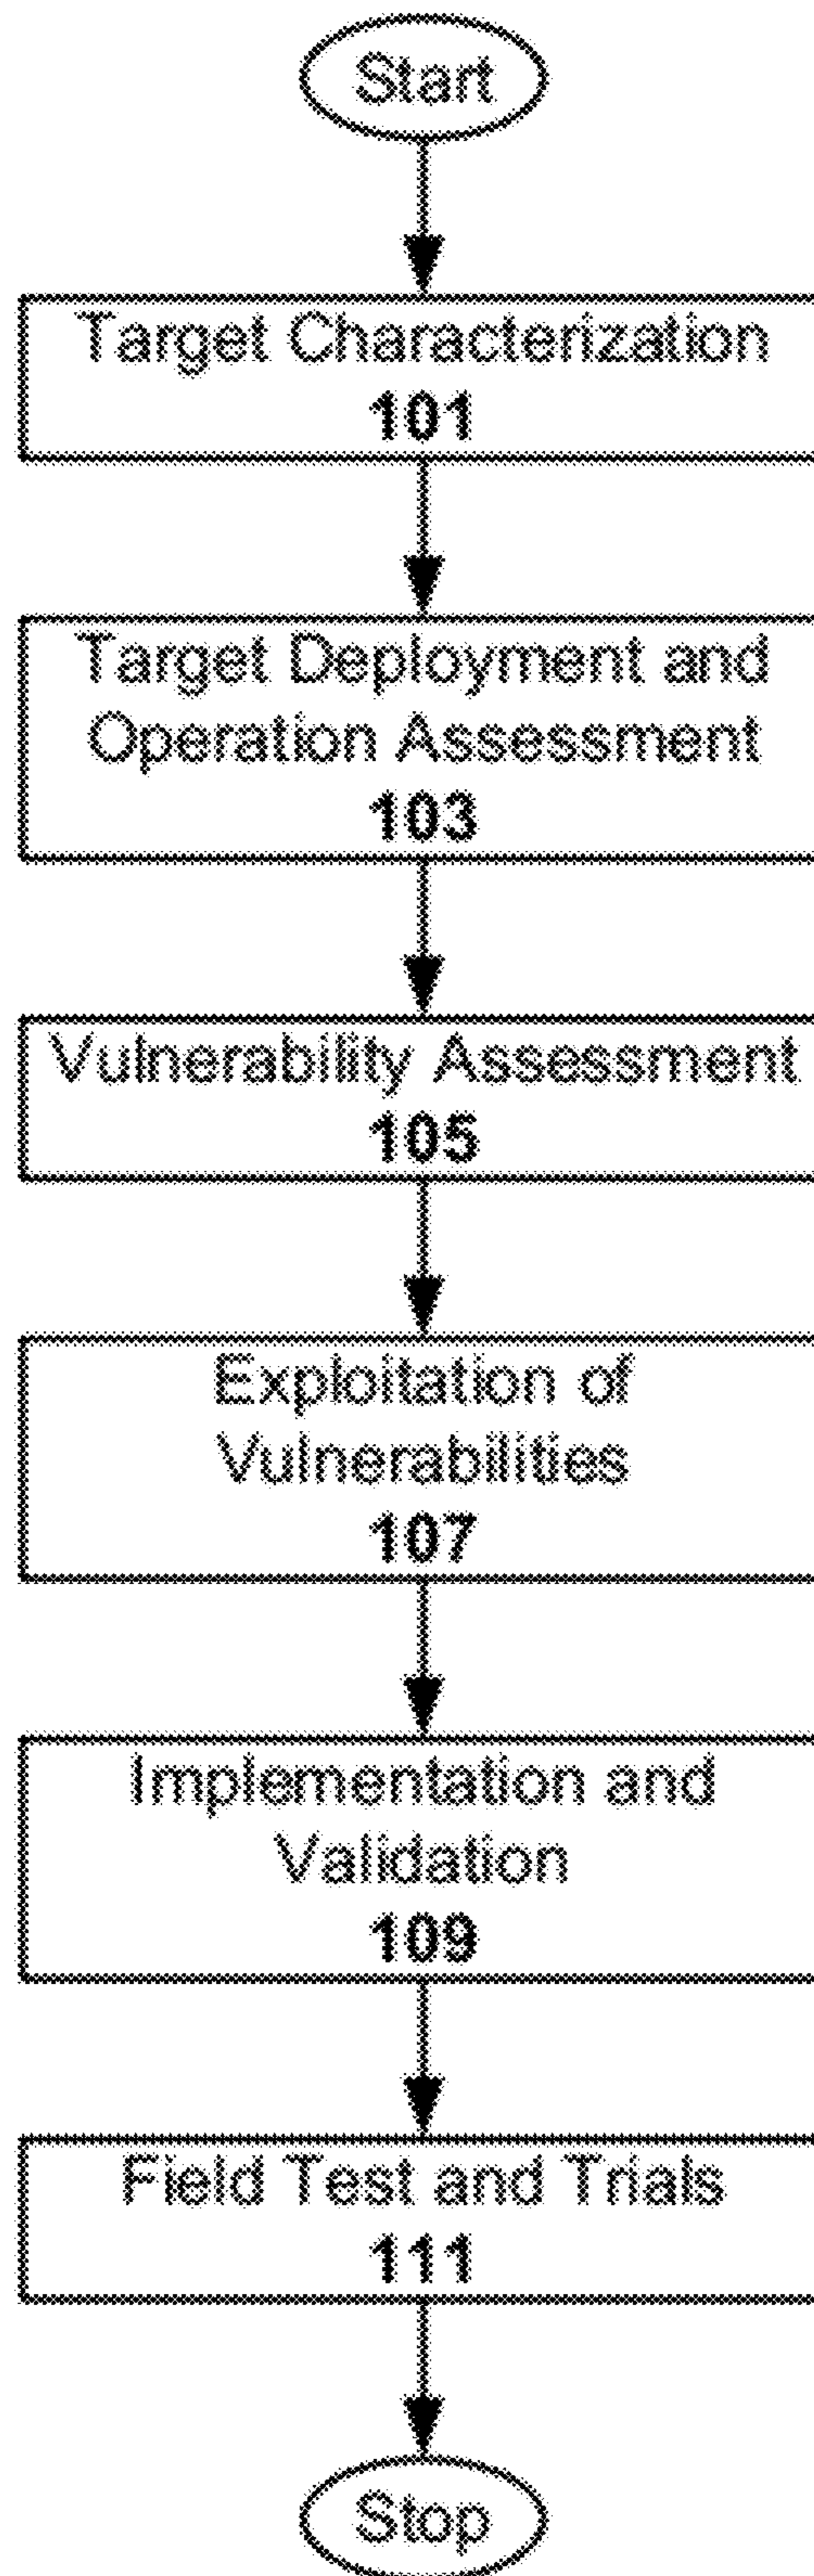 Start
Target Characterization
101
Target Deployment and
Operation Assessment
103
Vulnerability Assessment
105
Exploitation of
Vulnerabilities
107
Implementation and
Validation
109
Field Test and Trials
111
Stop